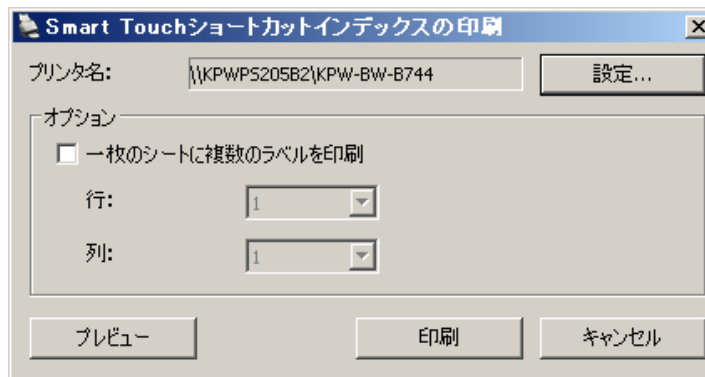 Smart Touchショートカットインデックスの印刷
プリンタ名: \\KPWPS205B2\KPW-BW-B744 設定...
オプション
一枚のシートに複数のラベルを印刷
行: 1
列: 1
プレビュー 印刷 キャンセル